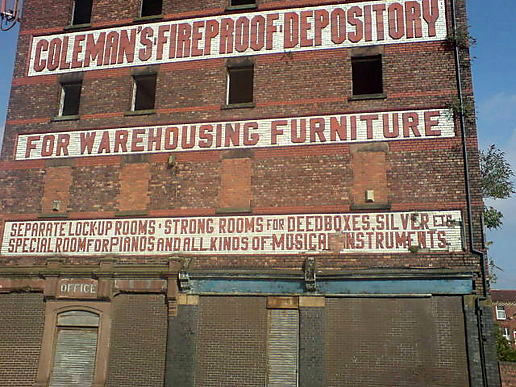 COLEMAN'S·FIREPROOF·DEPOSITORY
FOR WAREHOUSING FURNITURE
SEPARATE LOCK-UP ROOMS · STRONG ROOMS FOR DEEDBOXES, SILVER ETC
SPECIAL ROOM FOR PIANOS AND ALL KINDS OF MUSICAL INSTRUMENTS.
OFFICE